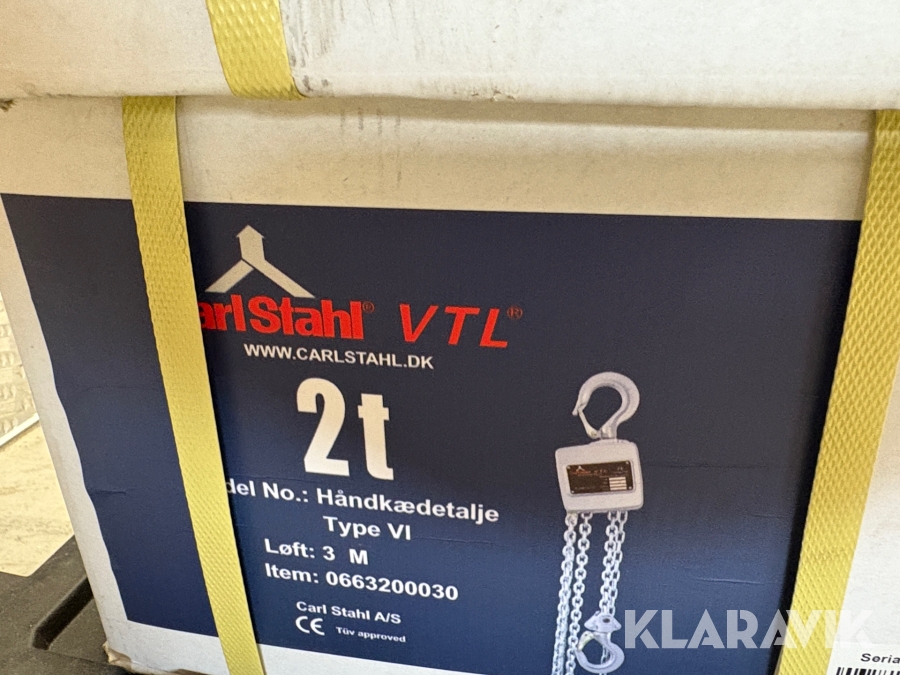 arlStahl® VTL®
WWW.CARLSTAHL.DK
2t
del No.: Håndkædetalje
Type VI
Løft: 3 M
Item: 0663200030
Carl Stahl A/S
CE Tüv approved
KLARAVIK
Seria